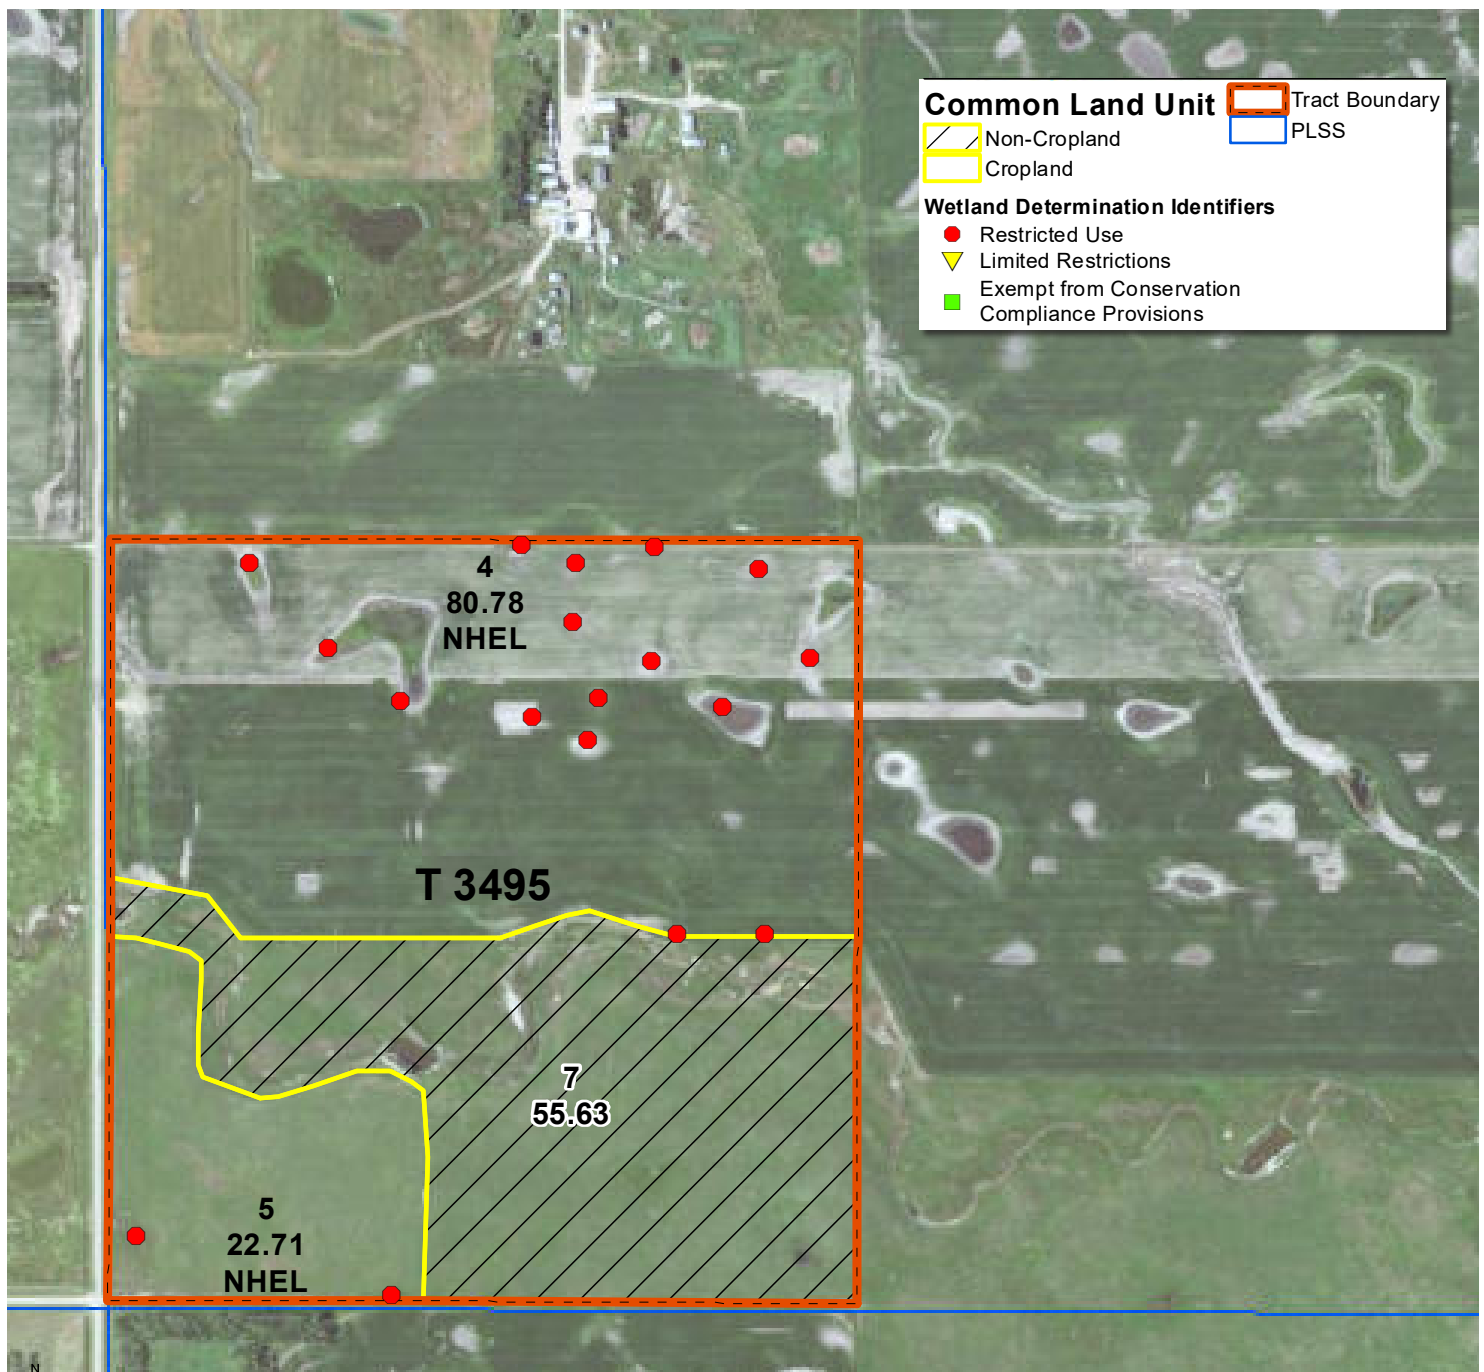 Common Land Unit
Non-Cropland
Cropland
Tract Boundary
PLSS
Wetland Determination Identifiers
Restricted Use
Limited Restrictions
Exempt from Conservation
Compliance Provisions
4
80.78
NHEL
T 3495
7
55.63
5
22.71
NHEL
N